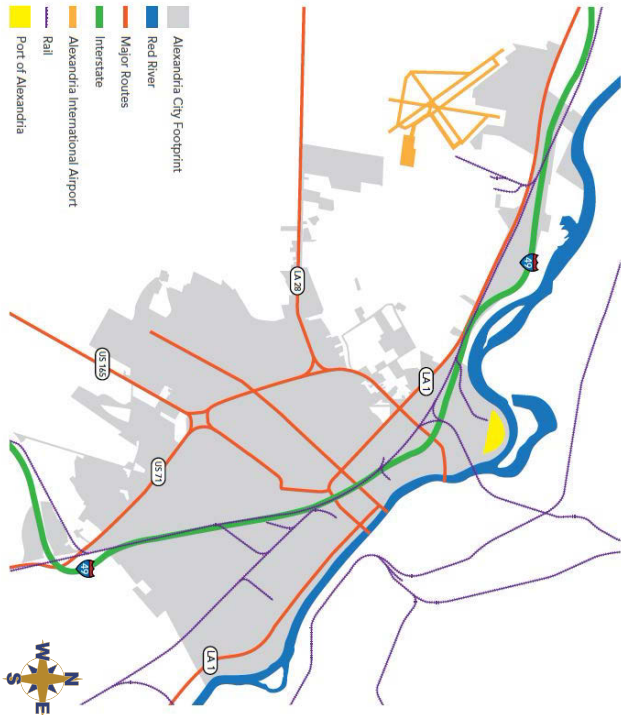 Alexandria City Footprint
Red River
Major Routes
Interstate
Alexandria International Airport
Rail
Port of Alexandria
49
LA 28
LA 1
US 165
US 71
49
LA 1
N
W
E
S